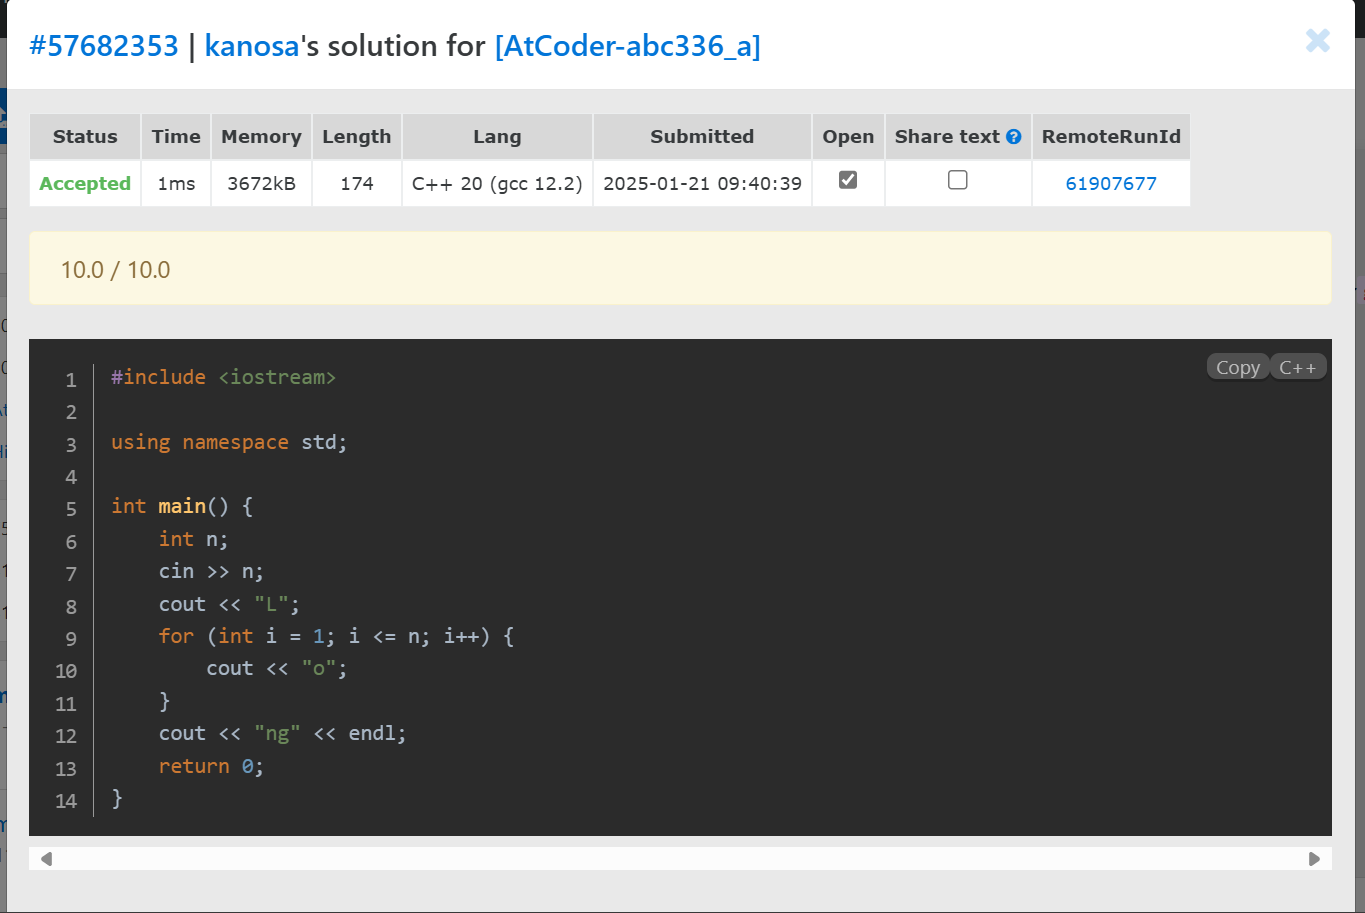 #57682353 | kanosa's solution for [AtCoder-abc336_a]
Status Time Memory Length Lang Submitted Open Share text RemoteRunId
Accepted 1ms 3672kB 174 C++ 20 (gcc 12.2) 2025-01-21 09:40:39 61907677
10.0 / 10.0
Copy C++
1 #include <iostream>
2
3 using namespace std;
4
5 int main() {
6     int n;
7     cin >> n;
8     cout << "L";
9     for (int i = 1; i <= n; i++) {
10         cout << "o";
11     }
12     cout << "ng" << endl;
13     return 0;
14 }